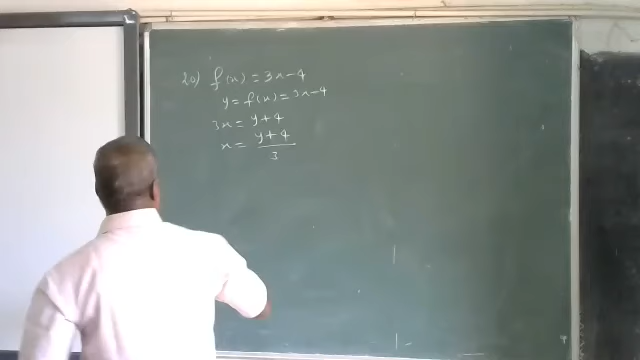 20) f(x) = 3x-4
y = f(x) = 3x-4
3x = y+4
x = y+4
3